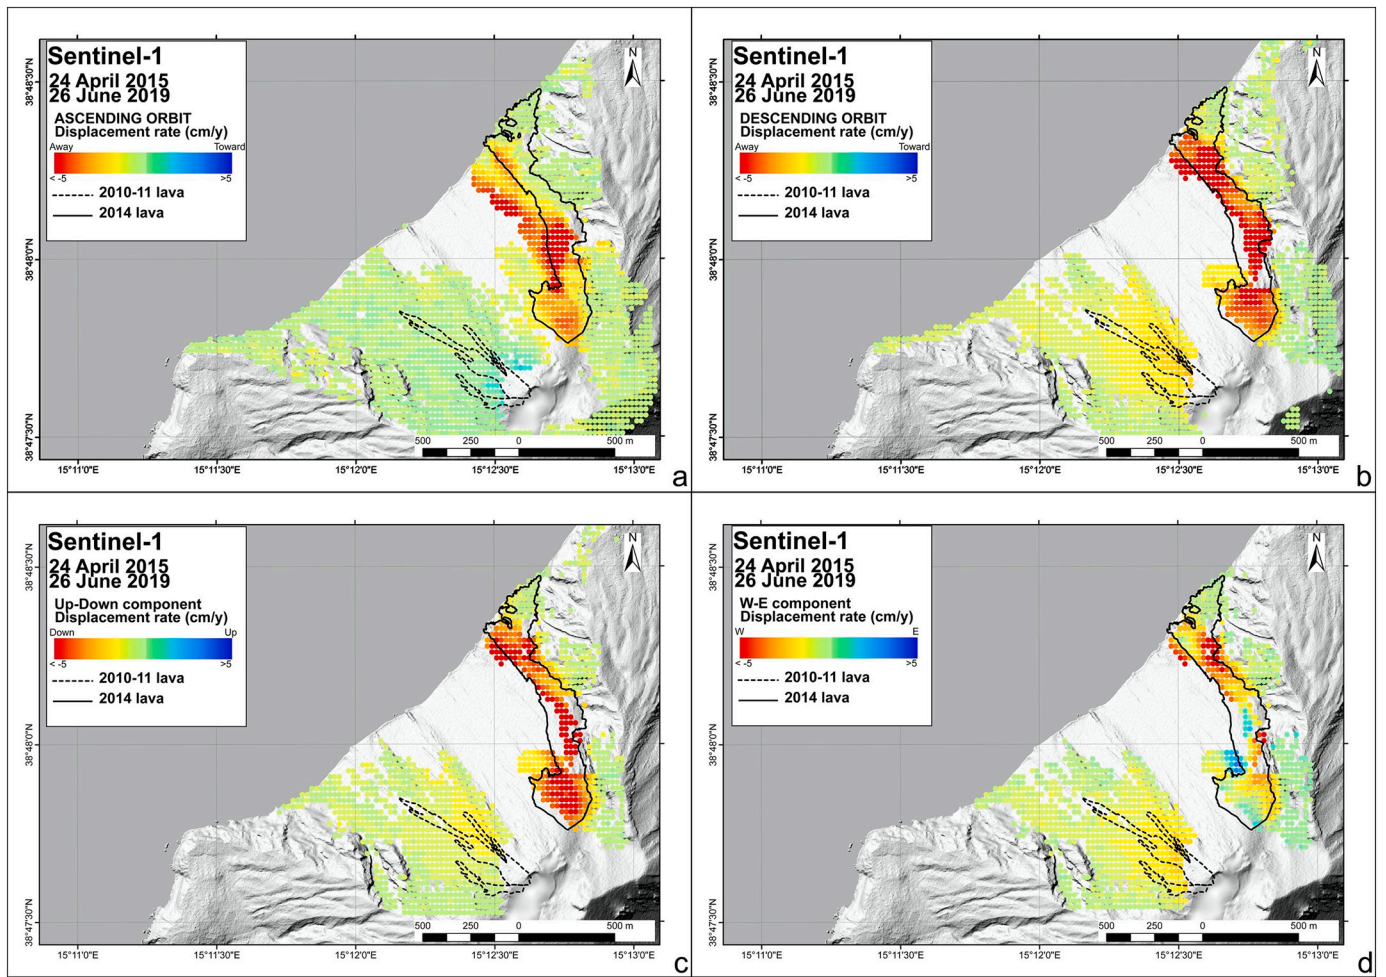 Sentinel-1
24 April 2015
26 June 2019
ASCENDING ORBIT
Displacement rate (cm/y)
Away Toward
< -5 >5
2010-11 lava
2014 lava
N
38°48'30"N
38°48'0"N
38°47'30"N
500 250 0 500 m
15°11'0"E 15°11'30"E 15°12'0"E 15°12'30"E 15°13'0"E
a
Sentinel-1
24 April 2015
26 June 2019
DESCENDING ORBIT
Displacement rate (cm/y)
Away Toward
< -5 >5
2010-11 lava
2014 lava
N
38°48'30"N
38°48'0"N
38°47'30"N
500 250 0 500 m
15°11'0"E 15°11'30"E 15°12'0"E 15°12'30"E 15°13'0"E
b
Sentinel-1
24 April 2015
26 June 2019
Up-Down component
Displacement rate (cm/y)
Down Up
< -5 >5
2010-11 lava
2014 lava
N
38°48'30"N
38°48'0"N
38°47'30"N
500 250 0 500 m
15°11'0"E 15°11'30"E 15°12'0"E 15°12'30"E 15°13'0"E
c
Sentinel-1
24 April 2015
26 June 2019
W-E component
Displacement rate (cm/y)
W E
< -5 >5
2010-11 lava
2014 lava
N
38°48'30"N
38°48'0"N
38°47'30"N
500 250 0 500 m
15°11'0"E 15°11'30"E 15°12'0"E 15°12'30"E 15°13'0"E
d